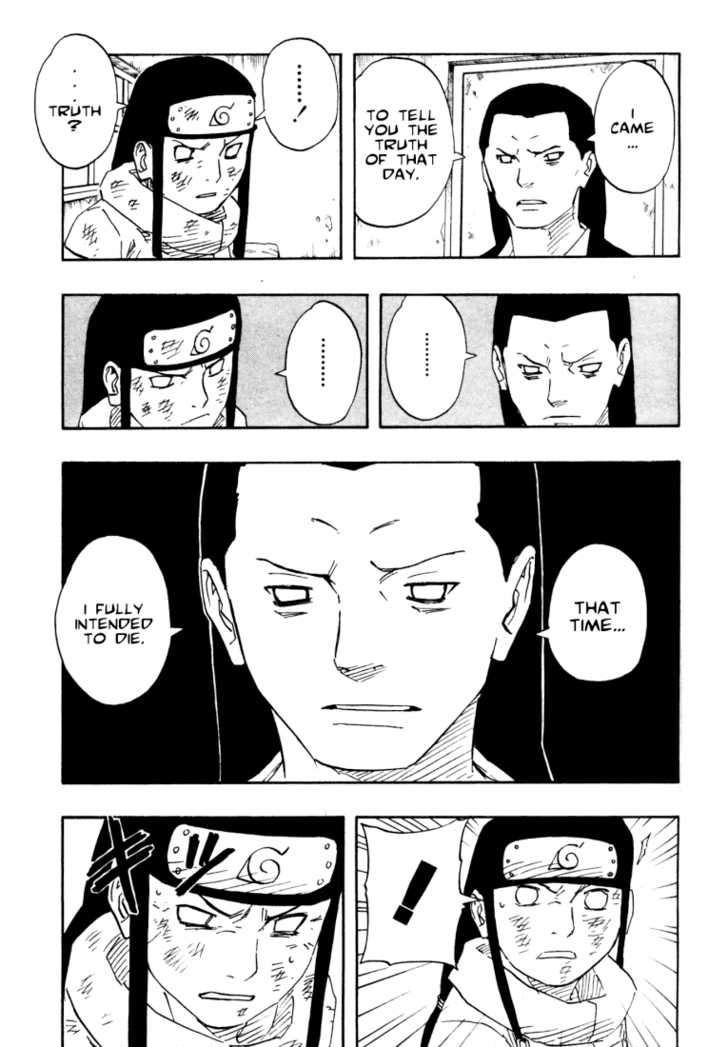 I
CAME
...
TO TELL
YOU THE
TRUTH
OF THAT
DAY.
......!
...
TRUTH
?
.......
.......
THAT
TIME...
I FULLY
INTENDED
TO DIE.
!